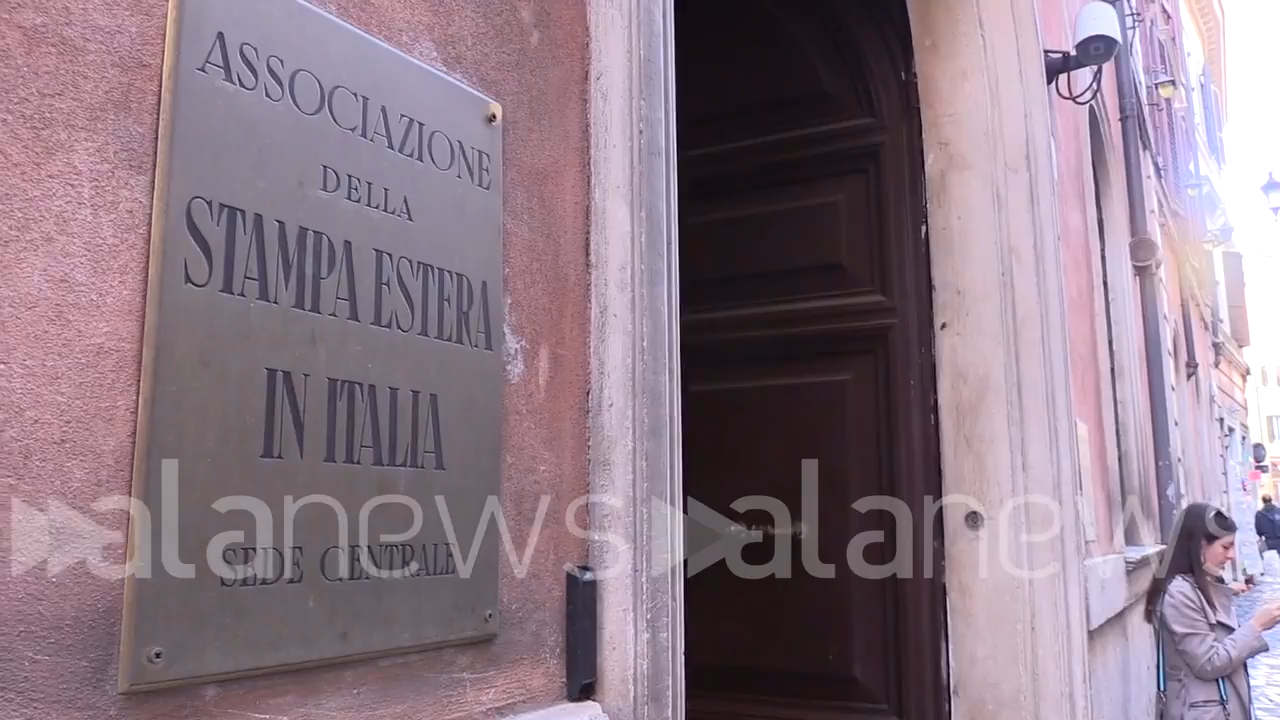 ASSOCIAZIONE
DELLA
STAMPA ESTERA
IN ITALIA
SEDE CENTRALE
alanews alanews